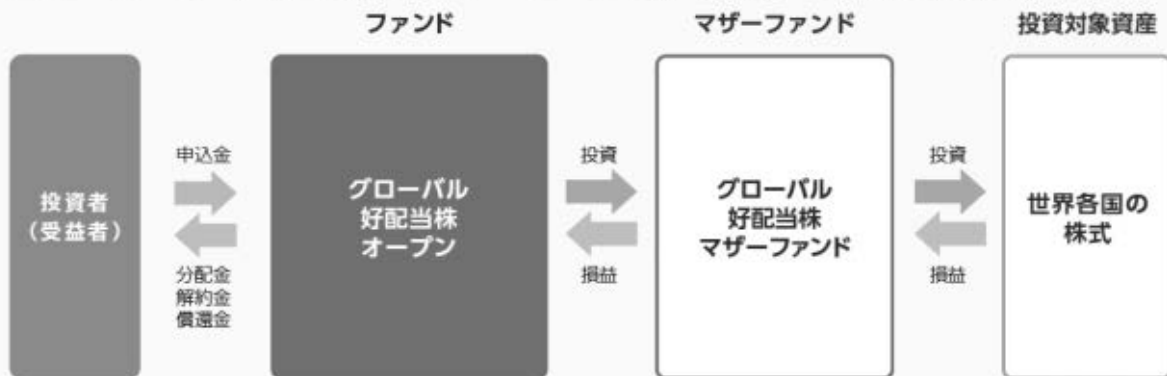 ファンド
マザーファンド
投資対象資産
投資者
(受益者)
申込金
分配金
解約金
償還金
グローバル
好配当株
オープン
投資
損益
グローバル
好配当株
マザーファンド
投資
損益
世界各国の
株式